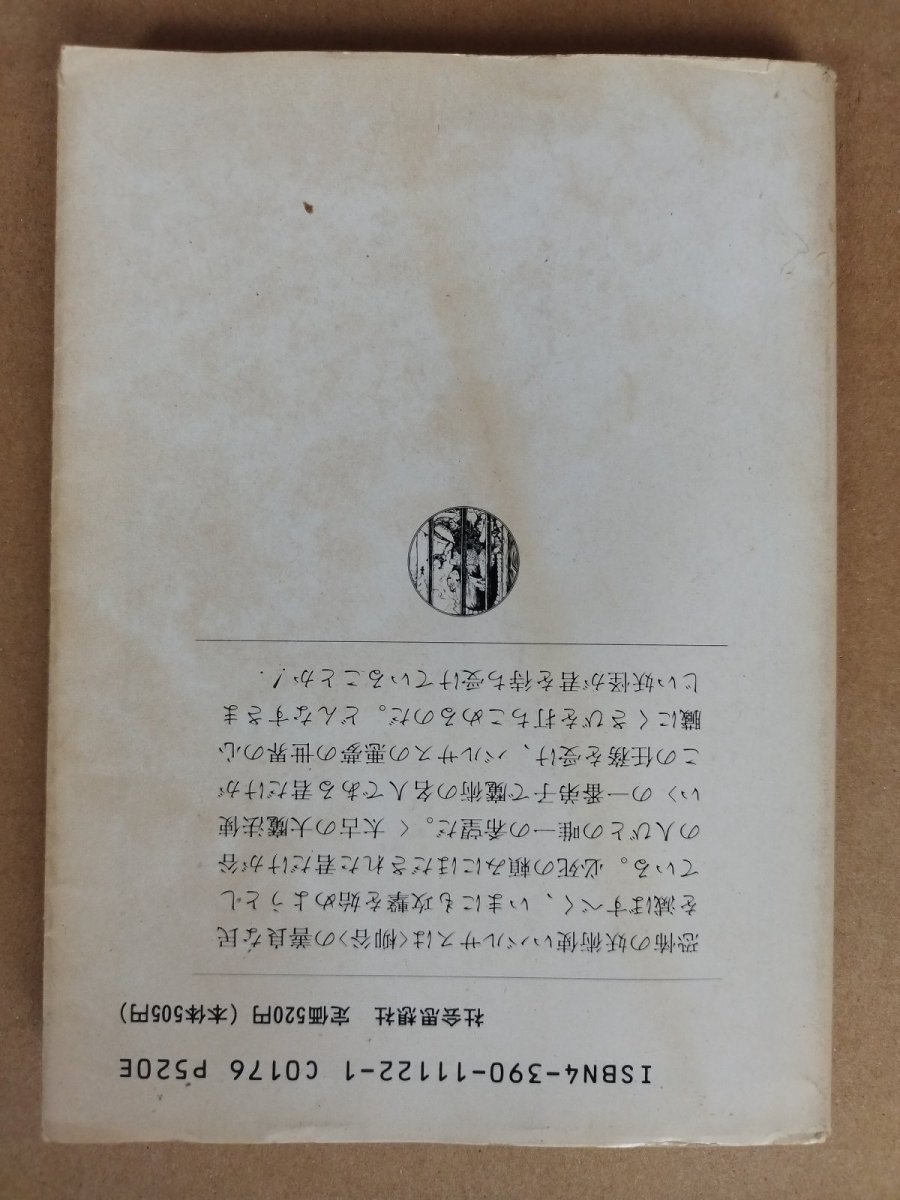 ISBN4-390-11122-1 C0176 P520E
社会思想社 定価520円(本体505円)
恐怖の妖術使いバルサスは〈柳谷〉の善良な民
を滅ぼすべく、いまにも攻撃を始めようとし
ている。必死の頼みにほだされた君だけが谷
の人びとの唯一の希望だ。〈太古の大魔法使
い〉の一番弟子で魔術の名人である君だけが
この任務を受け、バルサスの悪夢の世界の心
臓にくさびを打ちこめるのだ。どんなすさま
じい妖怪が君を待ち受けていることか!